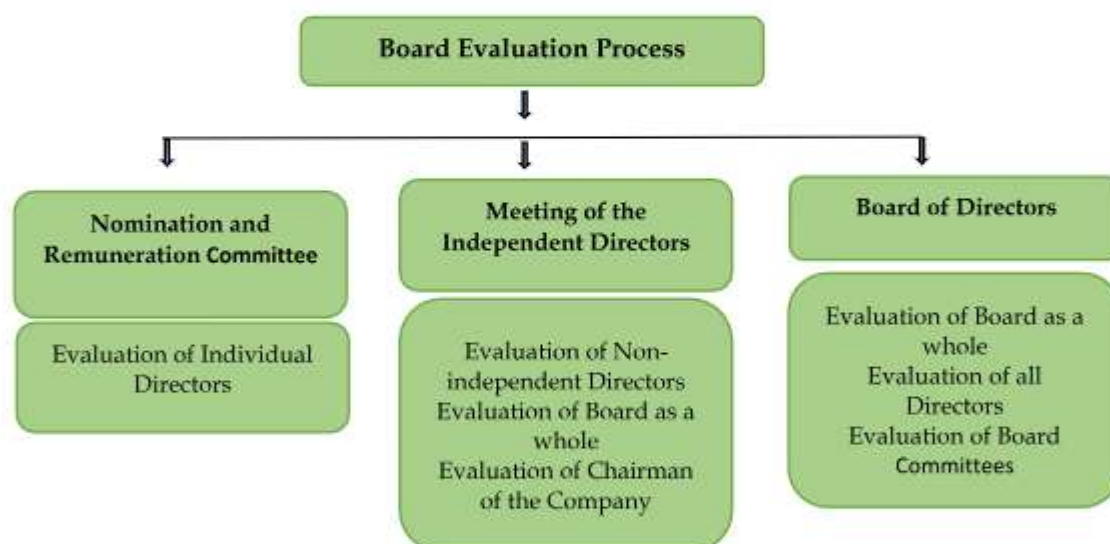 Board Evaluation Process
Nomination and
Remuneration Committee
Evaluation of Individual
Directors
Meeting of the
Independent Directors
Evaluation of Non-
independent Directors
Evaluation of Board as a
whole
Evaluation of Chairman
of the Company
Board of Directors
Evaluation of Board as a
whole
Evaluation of all
Directors
Evaluation of Board
Committees